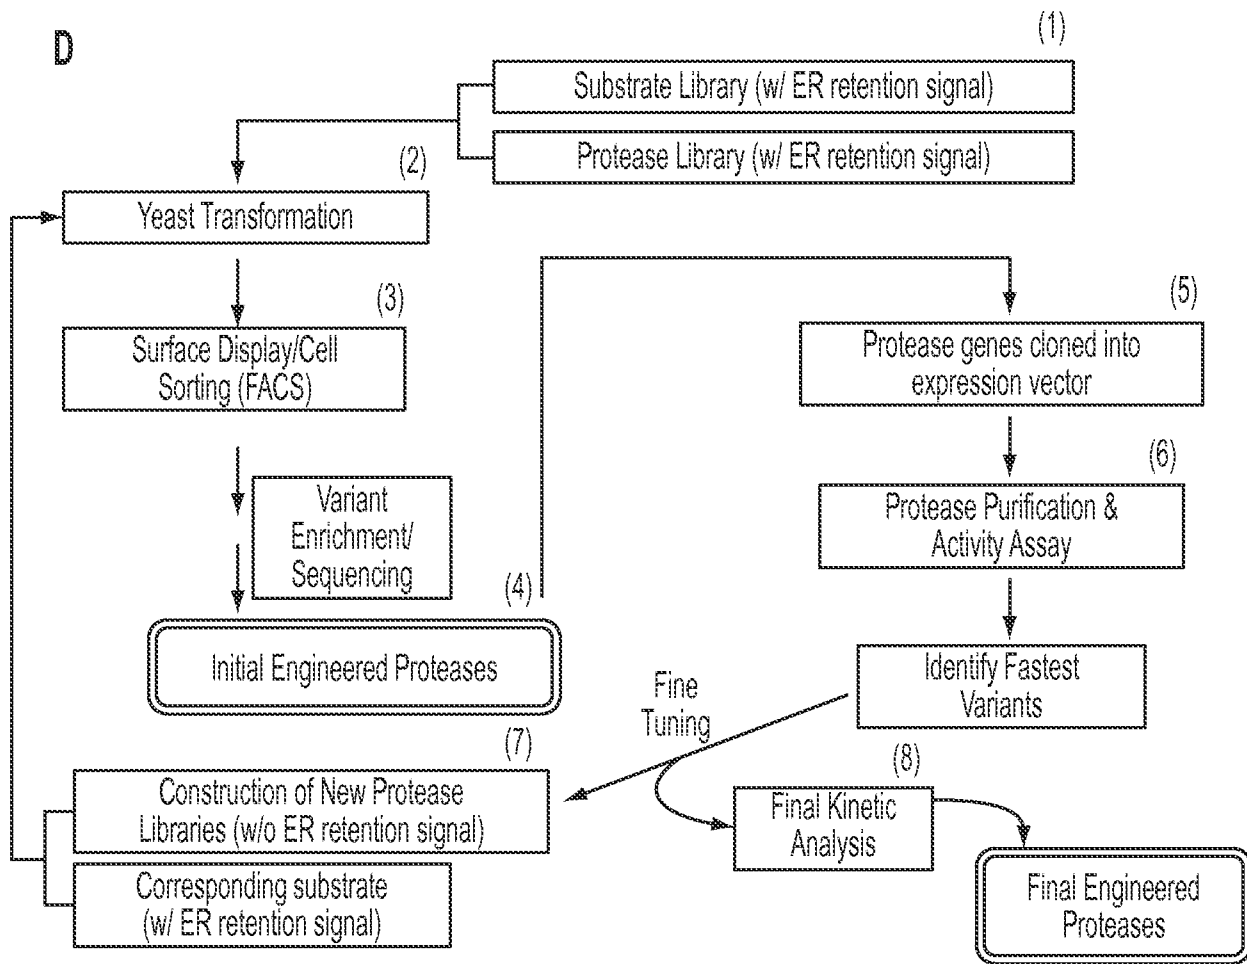 D
(1)
Substrate Library (w/ ER retention signal)
Protease Library (w/ ER retention signal)
(2)
Yeast Transformation
(3)
Surface Display/Cell
Sorting (FACS)
Variant
Enrichment/
Sequencing
(4)
Initial Engineered Proteases
(5)
Protease genes cloned into
expression vector
(6)
Protease Purification &
Activity Assay
Identify Fastest
Variants
Fine
Tuning
(7)
Construction of New Protease
Libraries (w/o ER retention signal)
Corresponding substrate
(w/ ER retention signal)
(8)
Final Kinetic
Analysis
Final Engineered
Proteases